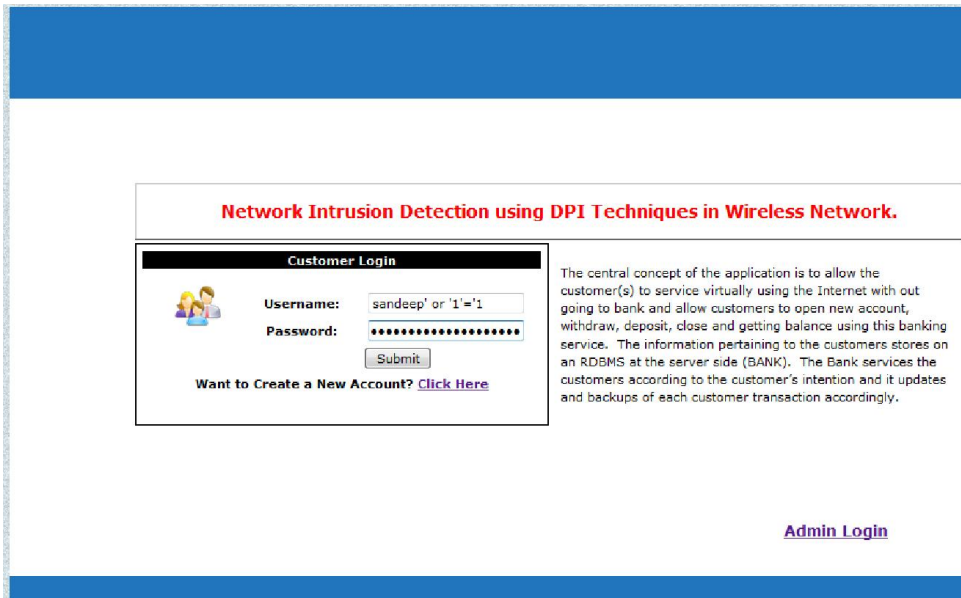 Network Intrusion Detection using DPI Techniques in Wireless Network.
Customer Login
Username: sandeep' or '1'='1
Password: ••••••••••••••••••••
Submit
Want to Create a New Account? Click Here
The central concept of the application is to allow the
customer(s) to service virtually using the Internet with out
going to bank and allow customers to open new account,
withdraw, deposit, close and getting balance using this banking
service. The information pertaining to the customers stores on
an RDBMS at the server side (BANK). The Bank services the
customers according to the customer's intention and it updates
and backups of each customer transaction accordingly.
Admin Login